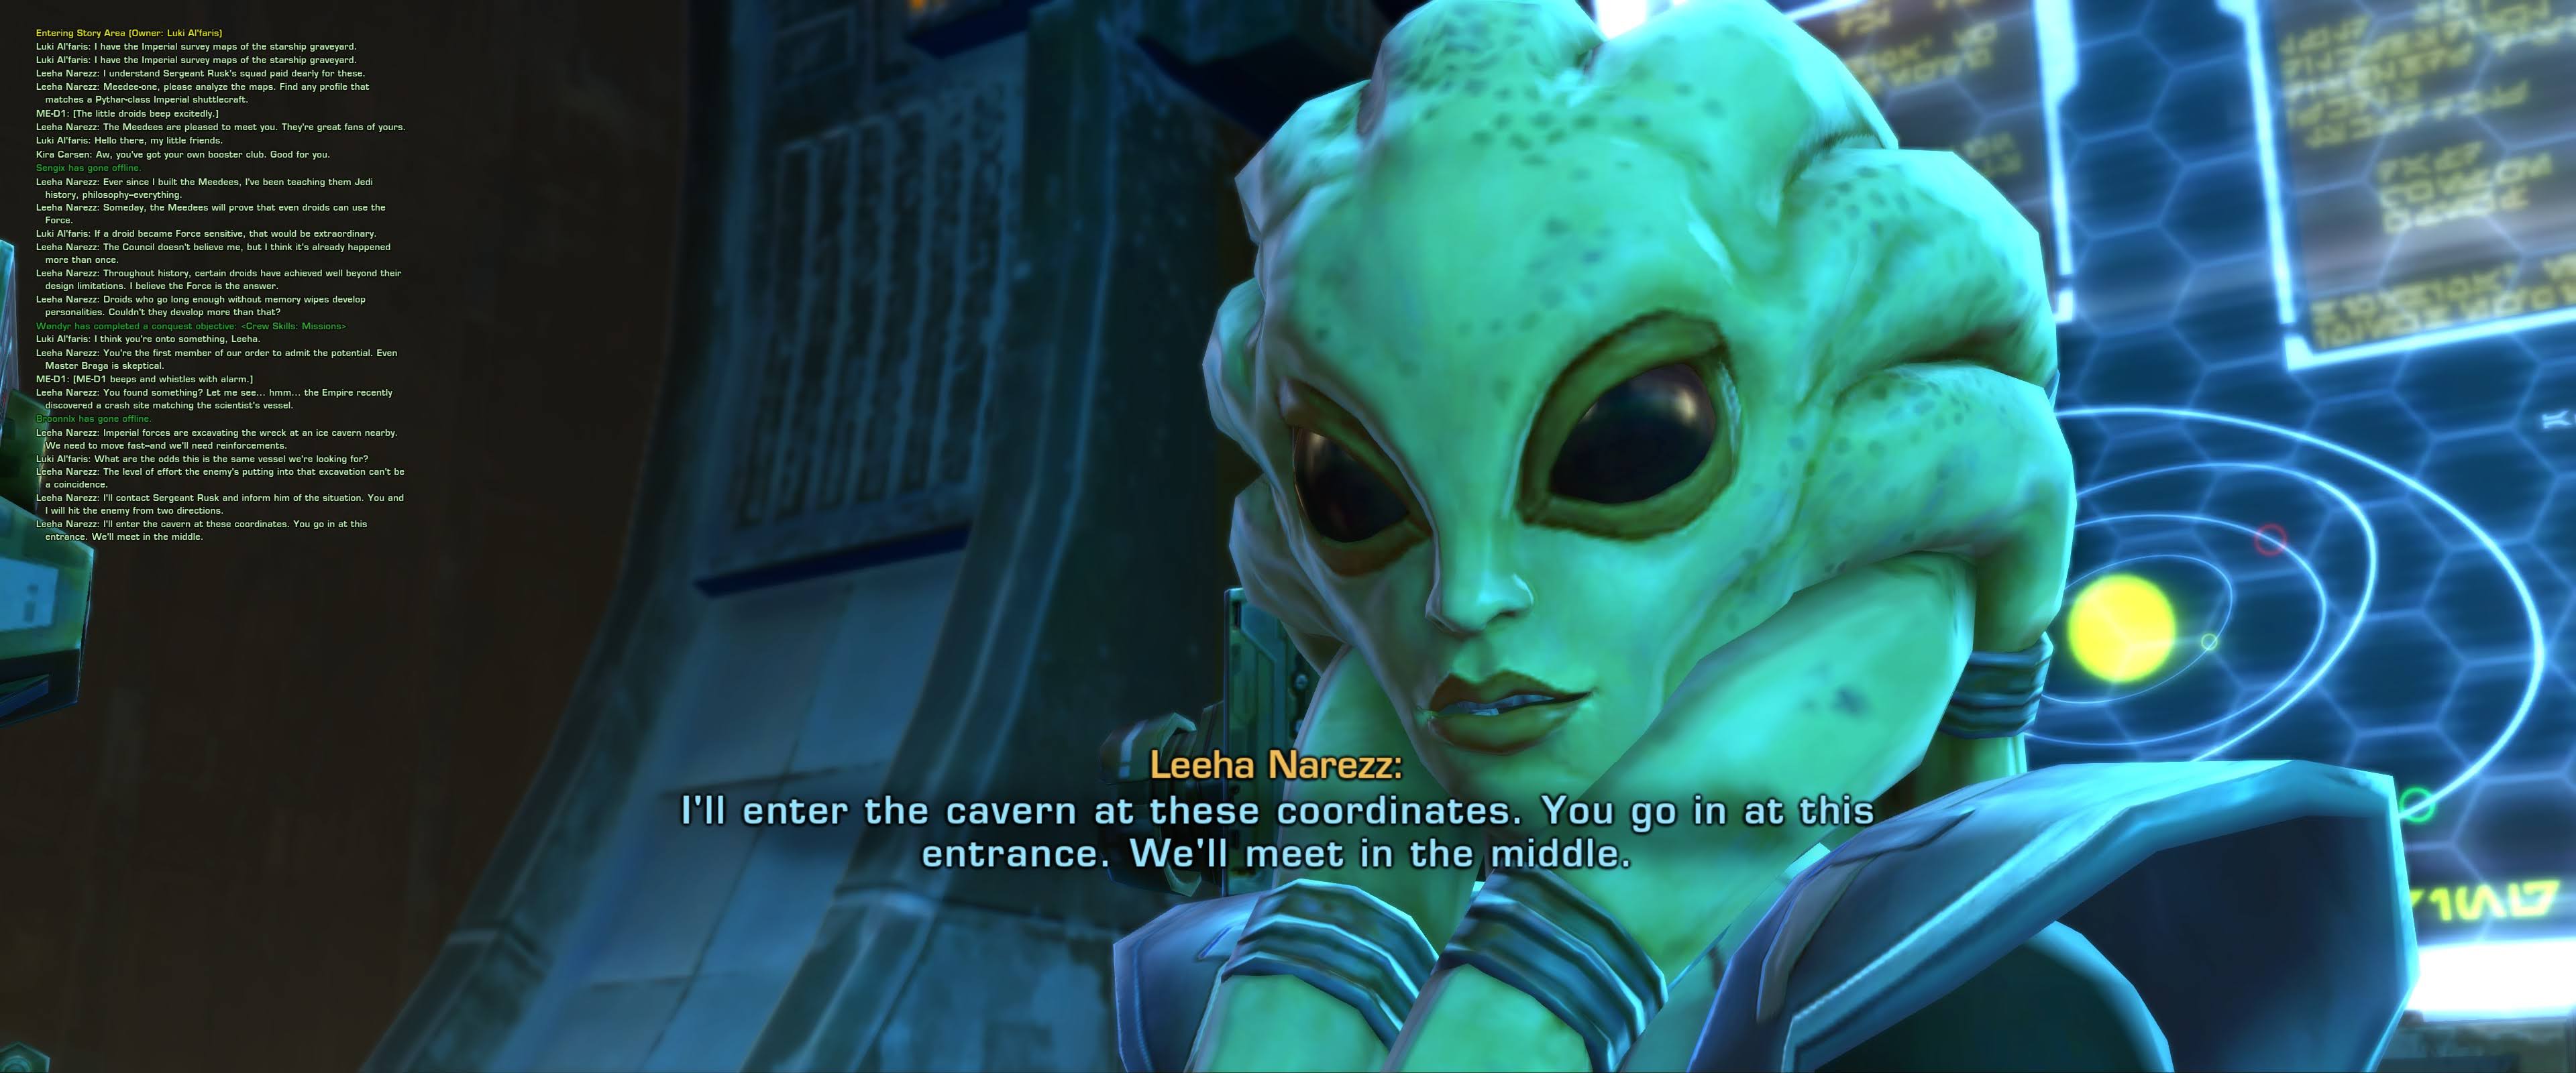 Entering Story Area (Owner: Luki Al'faris)
Luki Al'faris: I have the Imperial survey maps of the starship graveyard.
Luki Al'faris: I have the Imperial survey maps of the starship graveyard.
Leeha Narezz: I understand Sergeant Rusk's squad paid dearly for these.
Leeha Narezz: Meedee-one, please analyze the maps. Find any profile that
matches a Pythar-class Imperial shuttlecraft.
ME-D1: [The little droids beep excitedly.]
Leeha Narezz: The Meedees are pleased to meet you. They're great fans of yours.
Luki Al'faris: Hello there, my little friends.
Kira Carsen: Aw, you've got your own booster club. Good for you.
Sengix has gone offline.
Leeha Narezz: Ever since I built the Meedees, I've been teaching them Jedi
history, philosophy–everything.
Leeha Narezz: Someday, the Meedees will prove that even droids can use the
Force.
Luki Al'faris: If a droid became Force sensitive, that would be extraordinary.
Leeha Narezz: The Council doesn't believe me, but I think it's already happened
more than once.
Leeha Narezz: Throughout history, certain droids have achieved well beyond their
design limitations. I believe the Force is the answer.
Leeha Narezz: Droids who go long enough without memory wipes develop
personalities. Couldn't they develop more than that?
Wøndyr has completed a conquest objective: <Crew Skills: Missions>
Luki Al'faris: I think you're onto something, Leeha.
Leeha Narezz: You're the first member of our order to admit the potential. Even
Master Braga is skeptical.
ME-D1: [ME-D1 beeps and whistles with alarm.]
Leeha Narezz: You found something? Let me see... hmm... the Empire recently
discovered a crash site matching the scientist's vessel.
has gone offline.
Leeha Narezz: Imperial forces are excavating the wreck at an ice cavern nearby.
We need to move fast–and we'll need reinforcements.
Luki Al'faris: What are the odds this is the same vessel we're looking for?
Leeha Narezz: The level of effort the enemy's putting into that excavation can't be
a coincidence.
Leeha Narezz: I'll contact Sergeant Rusk and inform him of the situation. You and
I will hit the enemy from two directions.
Leeha Narezz: I'll enter the cavern at these coordinates. You go in at this
entrance. We'll meet in the middle.
Leeha Narezz:
I'll enter the cavern at these coordinates. You go in at this
entrance. We'll meet in the middle.